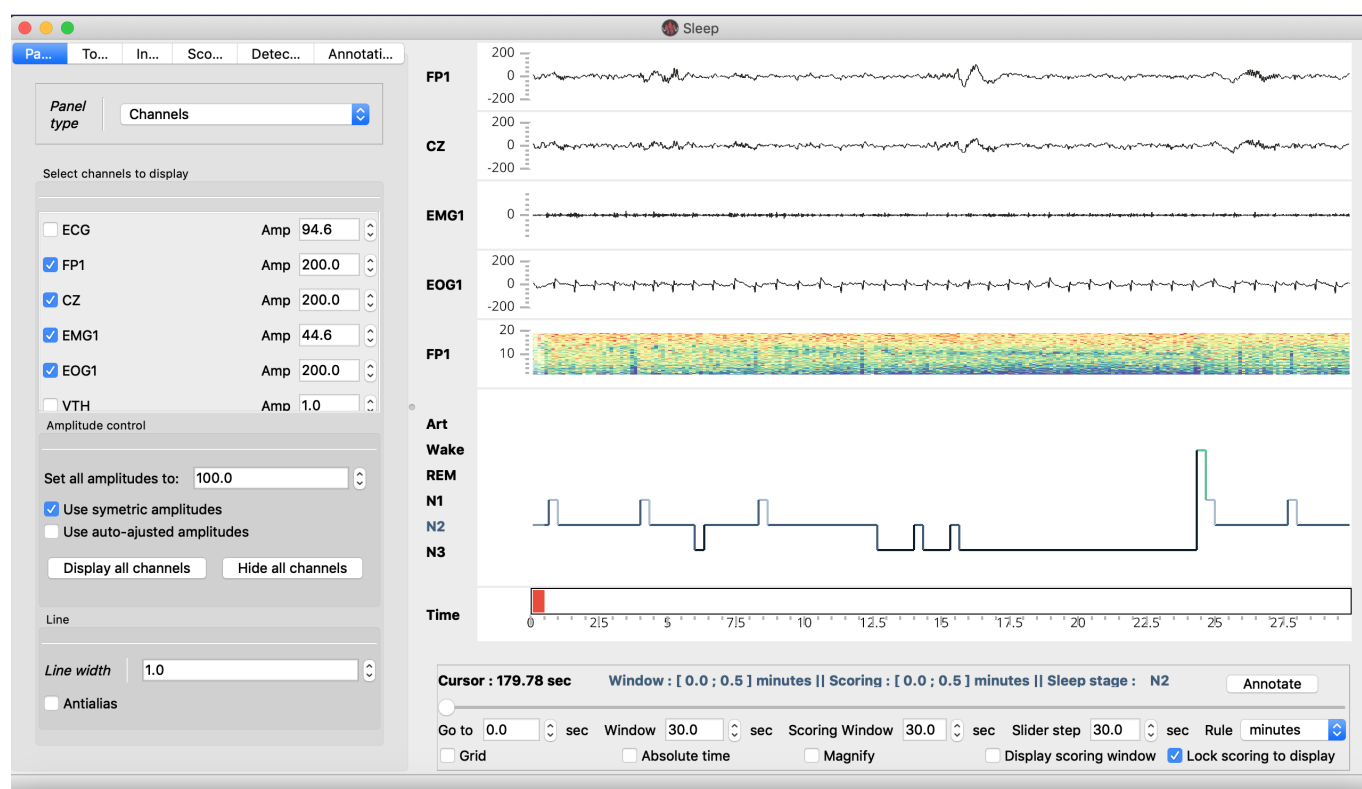 Sleep
Pa... To... In... Sco... Detec... Annotati...
Panel type
Channels
Select channels to display
ECG Amp 94.6
FP1 Amp 200.0
CZ Amp 200.0
EMG1 Amp 44.6
EOG1 Amp 200.0
VTH Amp 1.0
Amplitude control
Set all amplitudes to: 100.0
Use symetric amplitudes
Use auto-ajusted amplitudes
Display all channels Hide all channels
Line
Line width 1.0
Antialias
FP1 200 0 -200
CZ 200 0 -200
EMG1 0
EOG1 200 0 -200
FP1 20 10
Art
Wake
REM
N1
N2
N3
Time
0 2.5 5 7.5 10 12.5 15 17.5 20 22.5 25 27.5
Cursor : 179.78 sec Window : [ 0.0 ; 0.5 ] minutes || Scoring : [ 0.0 ; 0.5 ] minutes || Sleep stage : N2 Annotate
Go to 0.0 sec Window 30.0 sec Scoring Window 30.0 sec Slider step 30.0 sec Rule minutes
Grid Absolute time Magnify Display scoring window Lock scoring to display